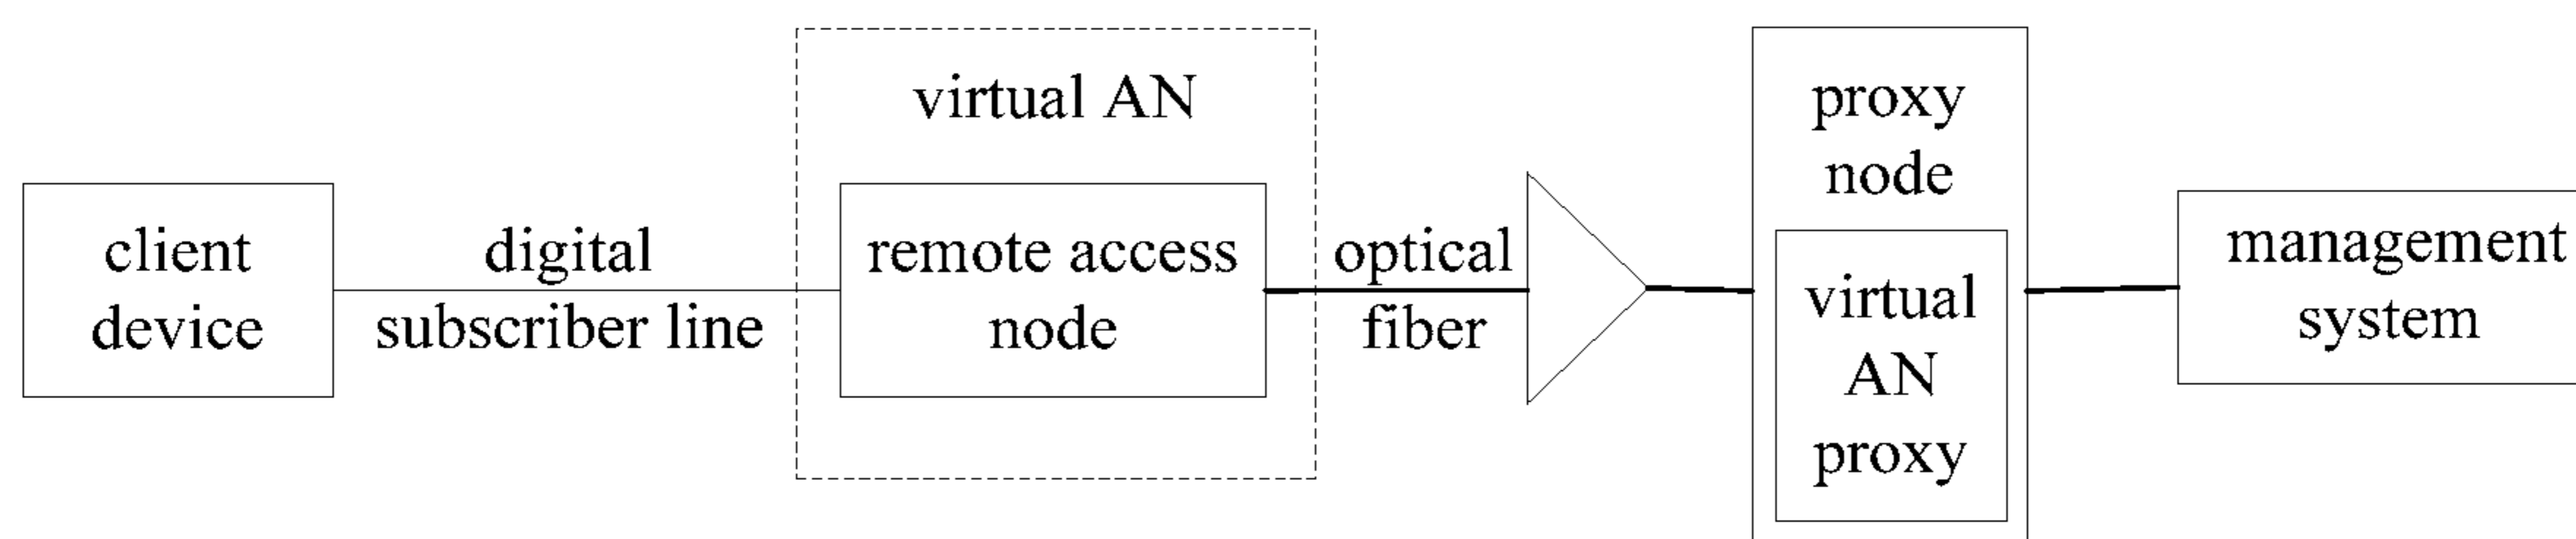 client
device
digital
subscriber line
virtual AN
remote access
node
optical
fiber
proxy
node
virtual
AN
proxy
management
system